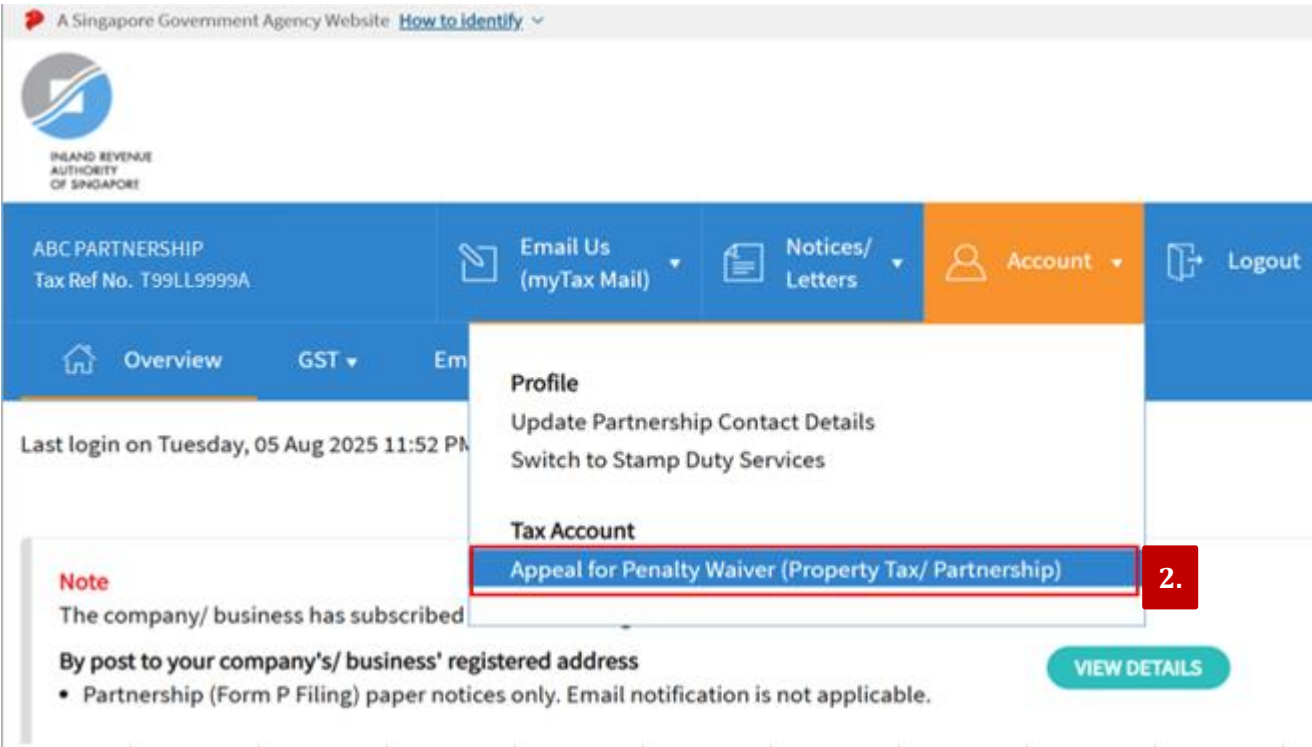 A Singapore Government Agency Website How to identify
INLAND REVENUE
AUTHORITY
OF SINGAPORE
ABC PARTNERSHIP
Tax Ref No. T99LL9999A
Email Us
(myTax Mail)
Notices/
Letters
Account
Logout
Overview
GST
Em
Profile
Update Partnership Contact Details
Switch to Stamp Duty Services
Last login on Tuesday, 05 Aug 2025 11:52 PM
Tax Account
Appeal for Penalty Waiver (Property Tax/ Partnership)
2.
Note
The company/ business has subscribed
By post to your company's/ business' registered address
VIEW DETAILS
• Partnership (Form P Filing) paper notices only. Email notification is not applicable.